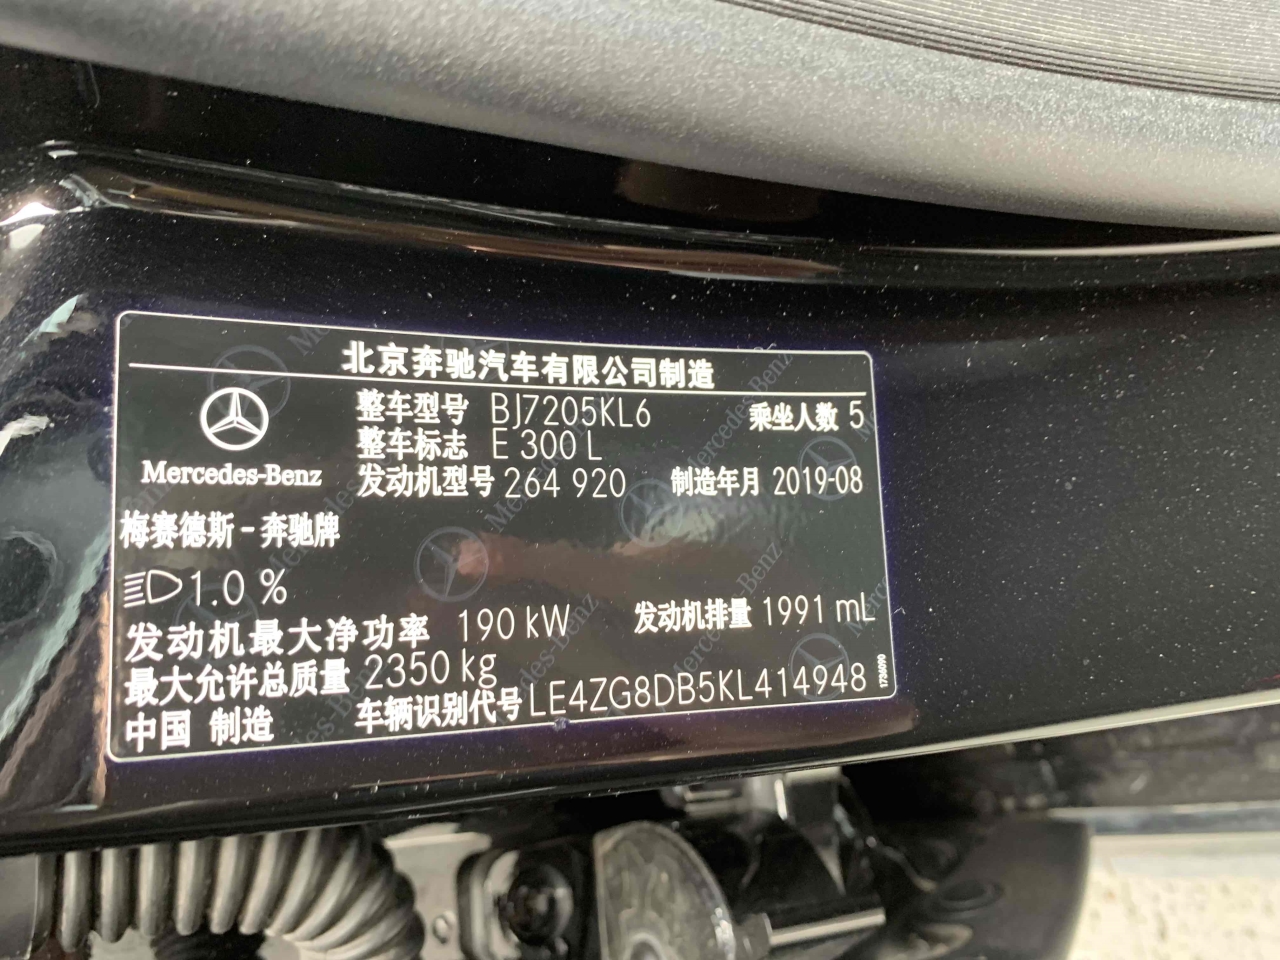 北京奔驰汽车有限公司制造
整车型号 BJ7205KL6 乘坐人数 5
整车标志 E 300 L
Mercedes-Benz
发动机型号 264 920 制造年月 2019-08
梅赛德斯-奔驰牌
1.0 %
发动机最大净功率 190 kW 发动机排量 1991 mL
最大允许总质量 2350 kg
中国 制造 车辆识别代号 LE4ZG8DB5KL414948
1736090